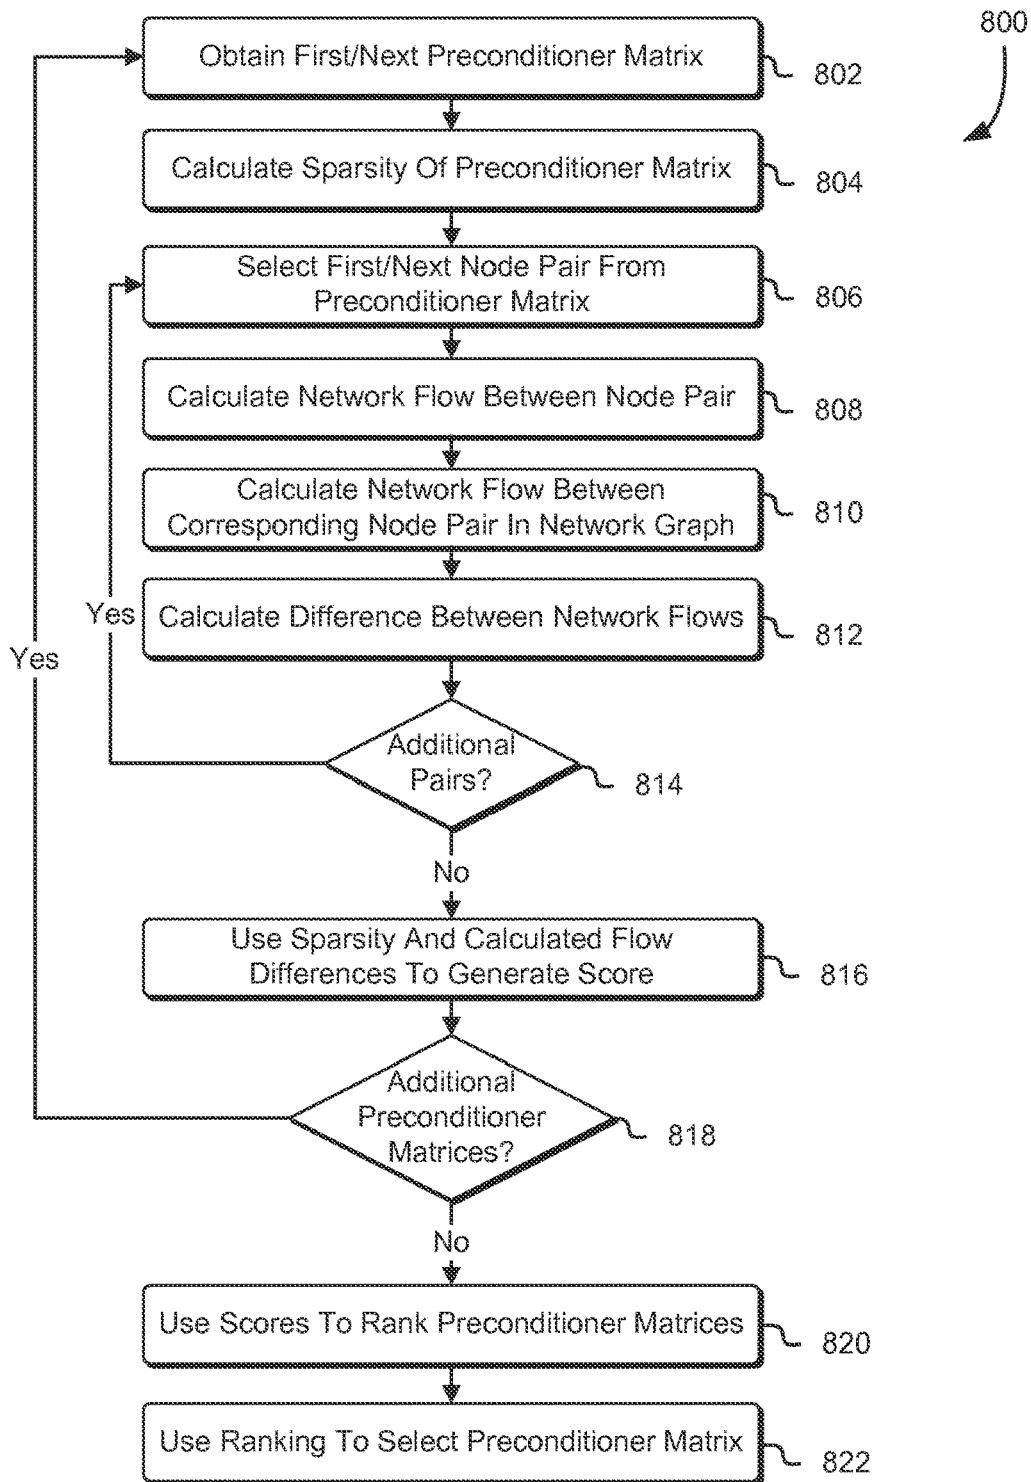 800
Obtain First/Next Preconditioner Matrix
802
Calculate Sparsity Of Preconditioner Matrix
804
Select First/Next Node Pair From
Preconditioner Matrix
806
Calculate Network Flow Between Node Pair
808
Calculate Network Flow Between
Corresponding Node Pair In Network Graph
810
Calculate Difference Between Network Flows
812
Yes
Yes
Additional
Pairs?
814
No
Use Sparsity And Calculated Flow
Differences To Generate Score
816
Additional
Preconditioner
Matrices?
818
No
Use Scores To Rank Preconditioner Matrices
820
Use Ranking To Select Preconditioner Matrix
822